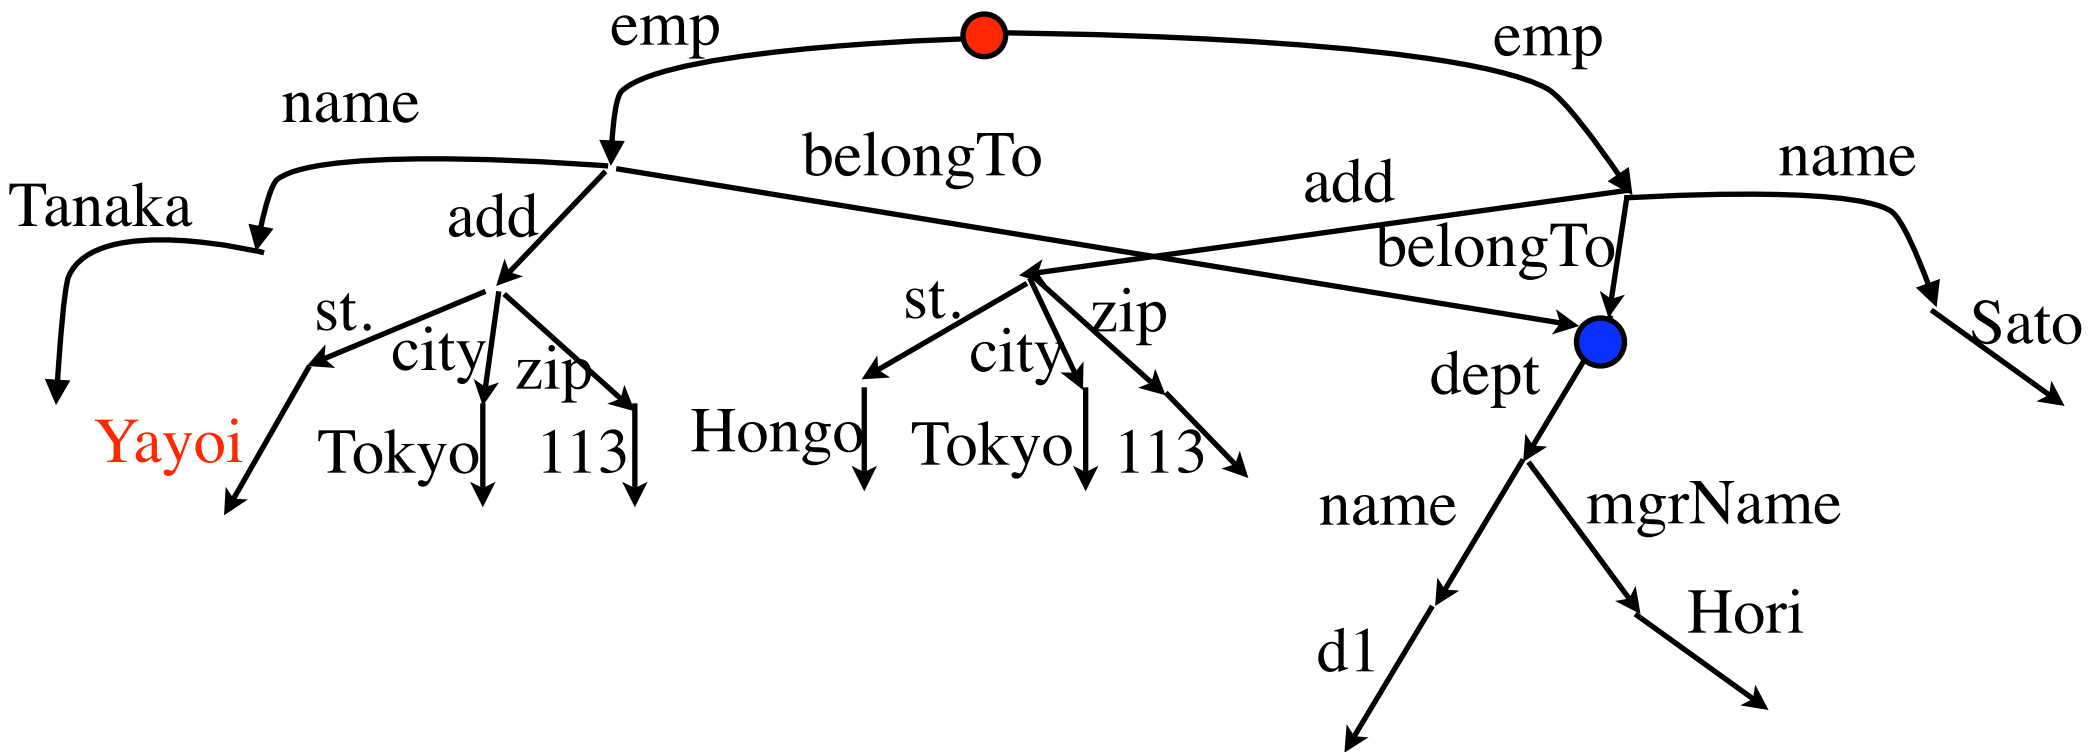 emp
emp
name
belongTo
add
name
Tanaka
add
belongTo
st.
city
zip
st.
city
zip
Sato
dept
Yayoi
Tokyo
113
Hongo
Tokyo
113
name
mgrName
d1
Hori